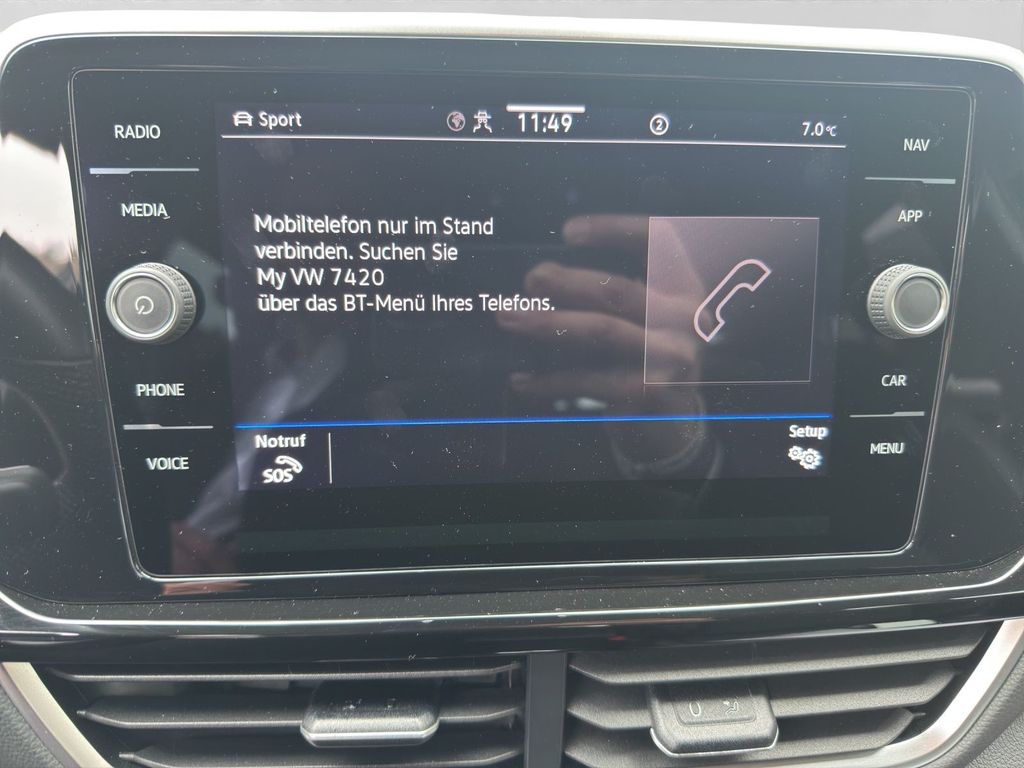 RADIO
Sport
11:49
2
7.0°C
NAV
MEDIA
APP
Mobiltelefon nur im Stand
verbinden. Suchen Sie
My VW 7420
über das BT-Menü Ihres Telefons.
PHONE
CAR
Notruf
SOS
Setup
VOICE
MENU
0